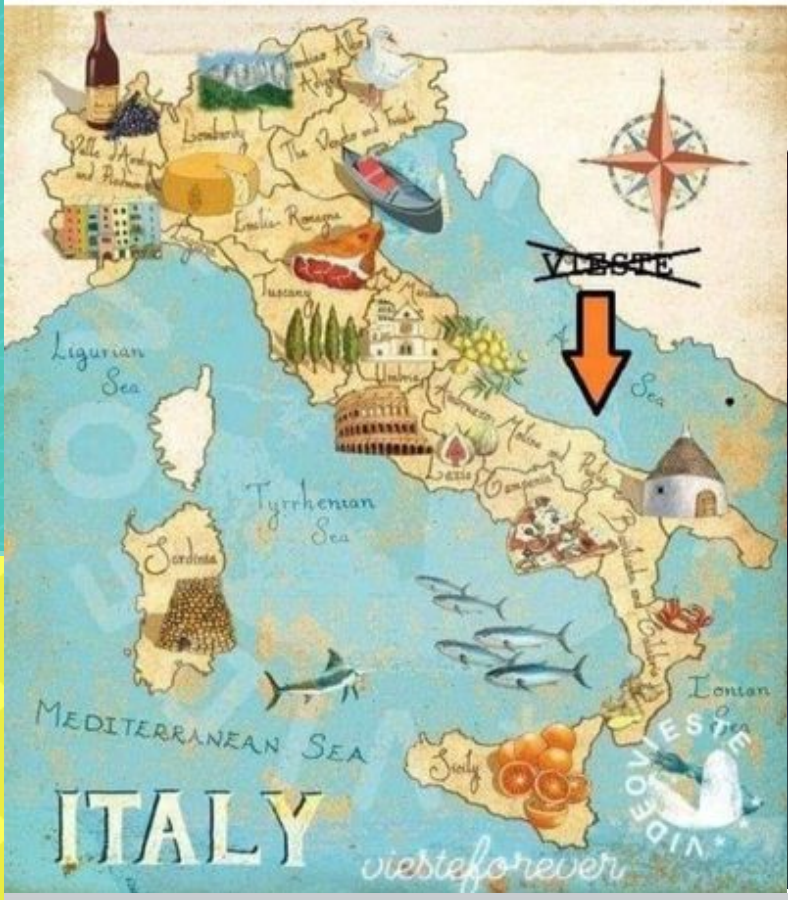 Trentino Alto
Adige
Lombardy
The Veneto and Friuli
Valle d'Aosta
and Piedmont
Emilia-Romagna
Liguria
VIESTE
Tuscany
Marche
Ligurian
Sea
A
Sea
Umbria
Abruzzo Molise and Puglia
Lazio
Campania
Tyrrhenian
Sea
Sardinia
Basilicata and Calabria
Ionian
Sea
MEDITERRANEAN SEA
Sicily
VIDEOVIESTE
ITALY
viesteforever